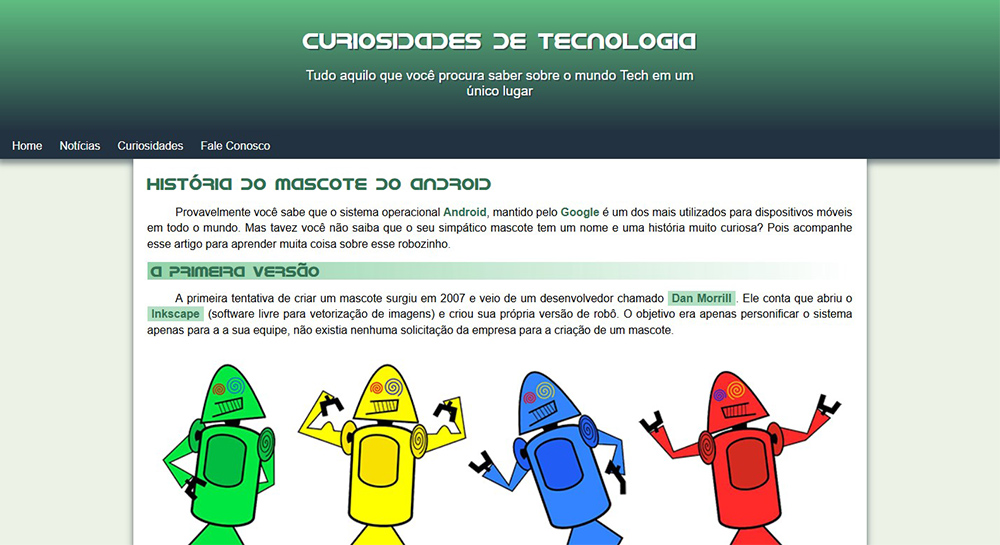 CURIOSIDADES DE TECNOLOGIA
Tudo aquilo que você procura saber sobre o mundo Tech em um
único lugar
Home Notícias Curiosidades Fale Conosco
HISTÓRIA DO MASCOTE DO ANDROID
Provavelmente você sabe que o sistema operacional Android, mantido pelo Google é um dos mais utilizados para dispositivos móveis
em todo o mundo. Mas tavez você não saiba que o seu simpático mascote tem um nome e uma história muito curiosa? Pois acompanhe
esse artigo para aprender muita coisa sobre esse robozinho.
A PRIMEIRA VERSÃO
A primeira tentativa de criar um mascote surgiu em 2007 e veio de um desenvolvedor chamado Dan Morrill. Ele conta que abriu o
Inkscape (software livre para vetorização de imagens) e criou sua própria versão de robô. O objetivo era apenas personificar o sistema
apenas para a a sua equipe, não existia nenhuma solicitação da empresa para a criação de um mascote.